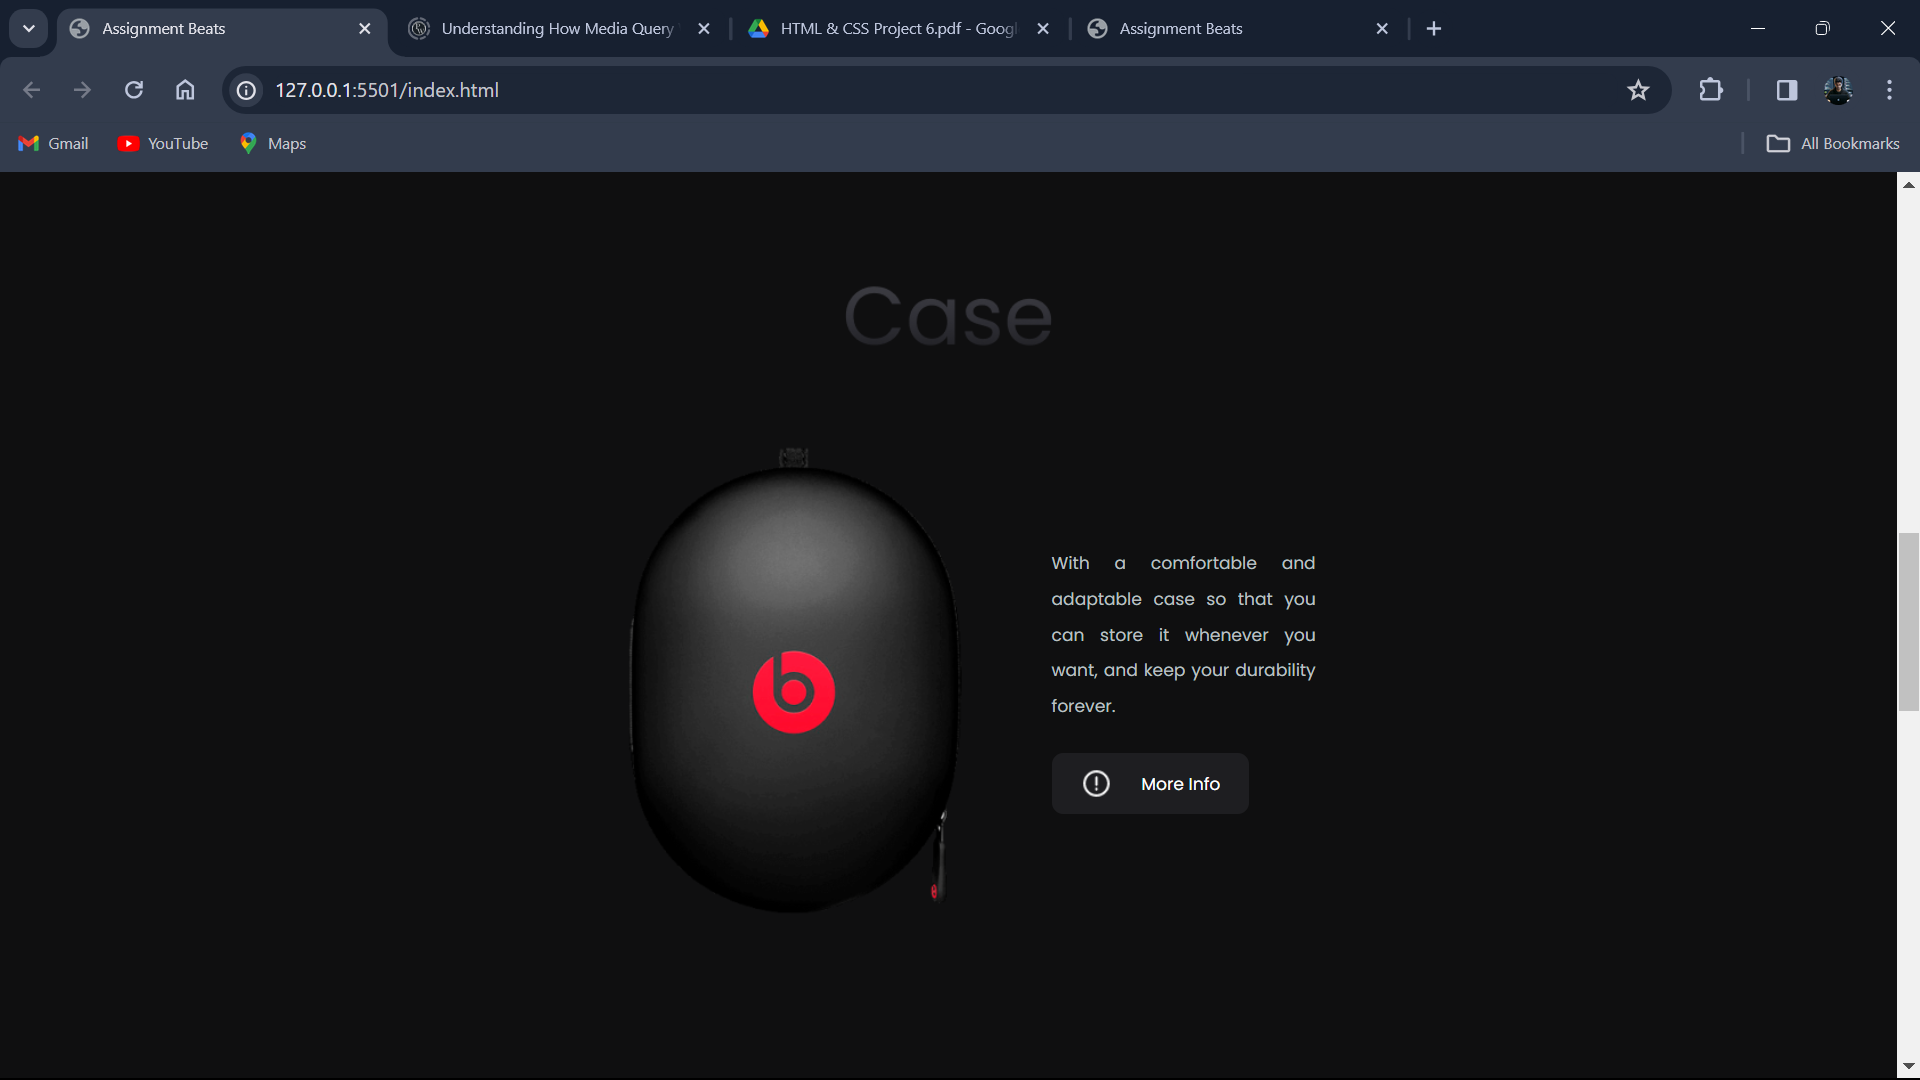 Assignment Beats
Understanding How Media Query
HTML & CSS Project 6.pdf - Googl
Assignment Beats
127.0.0.1:5501/index.html
Gmail
YouTube
Maps
All Bookmarks
Case
With a comfortable and
adaptable case so that you
can store it whenever you
want, and keep your durability
forever.
More Info